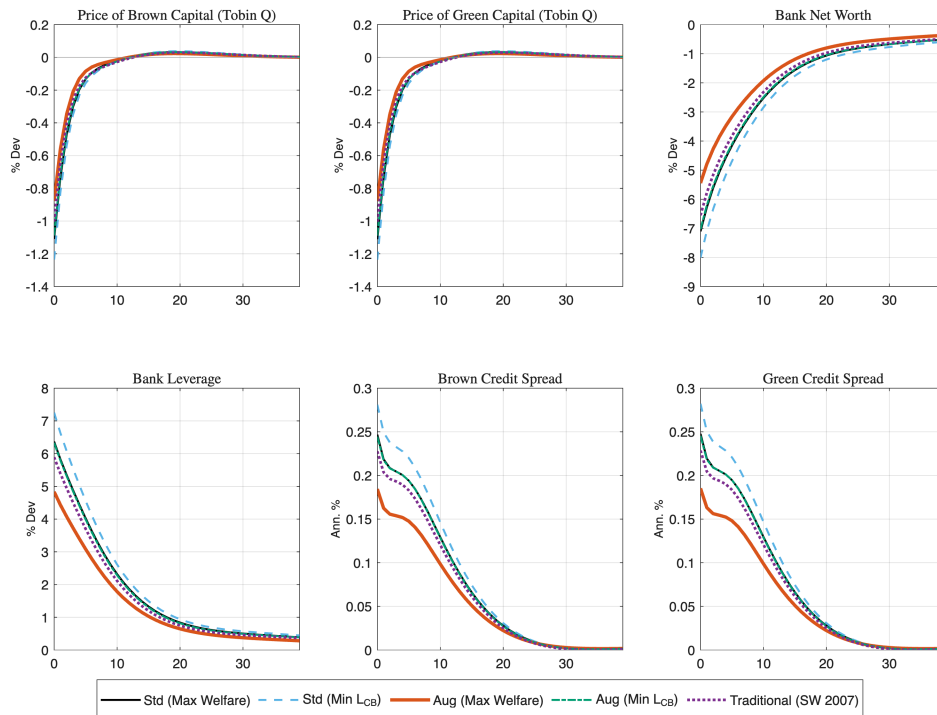 Price of Brown Capital (Tobin Q)
Price of Green Capital (Tobin Q)
Bank Net Worth
% Dev
0.2
0
-0.2
-0.4
-0.6
-0.8
-1
-1.2
-1.4
0 10 20 30
% Dev
0.2
0
-0.2
-0.4
-0.6
-0.8
-1
-1.2
-1.4
0 10 20 30
% Dev
0
-1
-2
-3
-4
-5
-6
-7
-8
-9
0 10 20 30
Bank Leverage
Brown Credit Spread
Green Credit Spread
% Dev
8
7
6
5
4
3
2
1
0
0 10 20 30
Ann. %
0.3
0.25
0.2
0.15
0.1
0.05
0
0 10 20 30
Ann. %
0.3
0.25
0.2
0.15
0.1
0.05
0
0 10 20 30
Std (Max Welfare) Std (Min L_CB) Aug (Max Welfare) Aug (Min L_CB) Traditional (SW 2007)